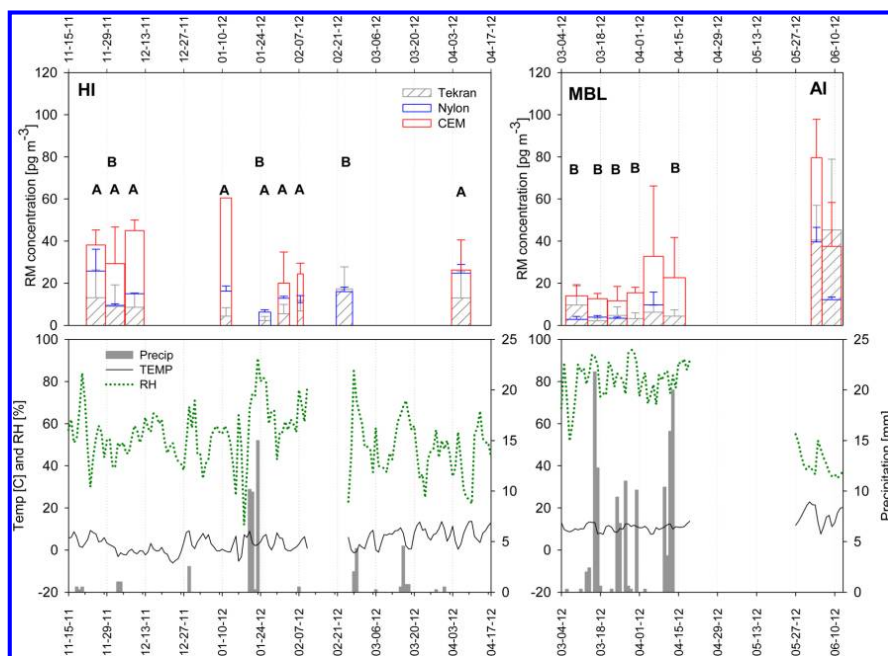 11-15-11 11-29-11 12-13-11 12-27-11 01-10-12 01-24-12 02-07-12 02-21-12 03-06-12 03-20-12 04-03-12 04-17-12 03-04-12 03-18-12 04-01-12 04-15-12 04-29-12 05-13-12 05-27-12 06-10-12
HI
MBL
AI
Tekran
Nylon
CEM
120 120
100 100
80 80
60 60
40 40
20 20
0 0
RM concentration [pg m⁻³]
RM concentration [pg m⁻³]
B B B
A A A A A A A A
B B B B B
Precip
TEMP
RH
100 25
80 20
60 15
40 10
20 5
0 0
-20
100 25
80 20
60 15
40 10
20 5
0 0
-20
Temp [C] and RH [%]
Precipitation [mm]
11-15-11 11-29-11 12-13-11 12-27-11 01-10-12 01-24-12 02-07-12 02-21-12 03-06-12 03-20-12 04-03-12 04-17-12 03-04-12 03-18-12 04-01-12 04-15-12 04-29-12 05-13-12 05-27-12 06-10-12